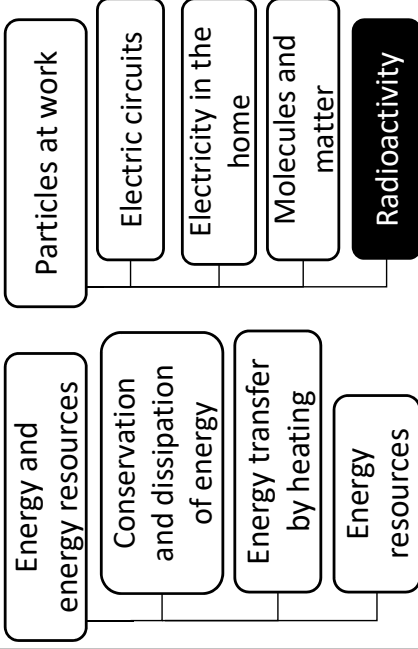 Energy and
energy resources
Conservation
and dissipation
of energy
Energy transfer
by heating
Energy
resources
Particles at work
Electric circuits
Electricity in the
home
Molecules and
matter
Radioactivity